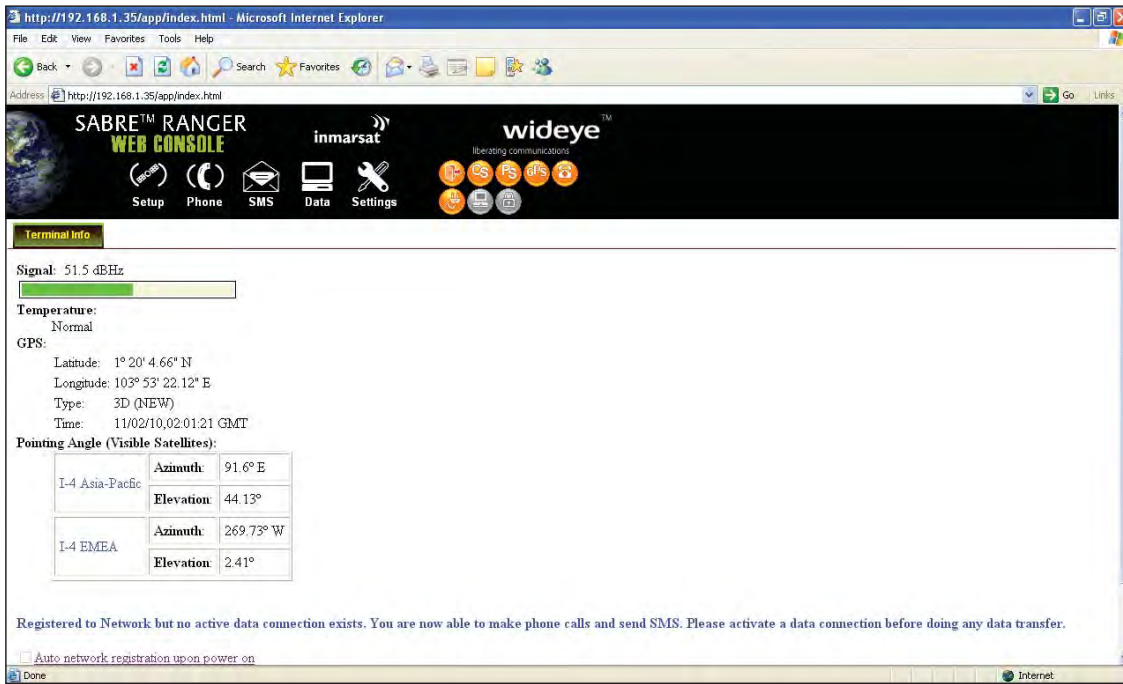 http://192.168.1.35/app/index.html - Microsoft Internet Explorer
File Edit View Favorites Tools Help
Back Search Favorites
Address http://192.168.1.35/app/index.html Go Links
SABRE™ RANGER
WEB CONSOLE
inmarsat
wideye™
liberating communications
CS PS GPS
Setup Phone SMS Data Settings
Terminal Info
Signal: 51.5 dBHz
Temperature:
Normal
GPS:
Latitude: 1° 20' 4.66" N
Longitude: 103° 53' 22.12" E
Type: 3D (NEW)
Time: 11/02/10,02:01:21 GMT
Pointing Angle (Visible Satellites):
I-4 Asia-Pacfic
Azimuth: 91.6° E
Elevation: 44.13°
I-4 EMEA
Azimuth: 269.73° W
Elevation: 2.41°
Registered to Network but no active data connection exists. You are now able to make phone calls and send SMS. Please activate a data connection before doing any data transfer.
Auto network registration upon power on
Done Internet